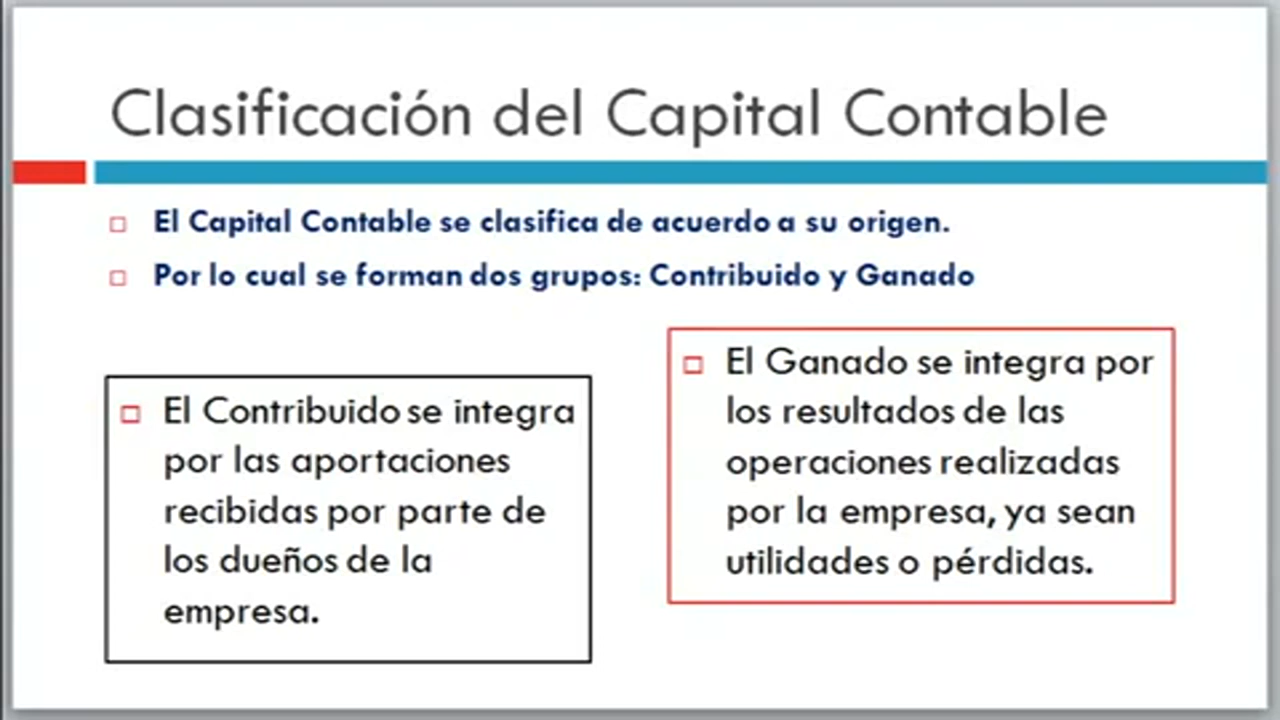 Clasificación del Capital Contable
El Capital Contable se clasifica de acuerdo a su origen.
Por lo cual se forman dos grupos: Contribuido y Ganado
El Contribuido se integra
por las aportaciones
recibidas por parte de
los dueños de la
empresa.
El Ganado se integra por
los resultados de las
operaciones realizadas
por la empresa, ya sean
utilidades o pérdidas.